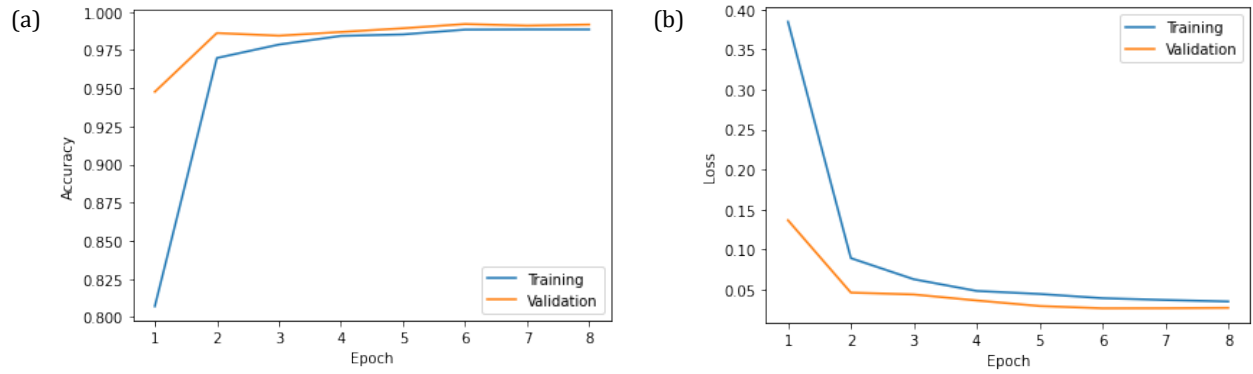 (a)
1.000
0.975
0.950
0.925
0.900
0.875
0.850
0.825
0.800
Accuracy
1 2 3 4 5 6 7 8
Epoch
Training
Validation
(b)
0.40
0.35
0.30
0.25
0.20
0.15
0.10
0.05
Loss
1 2 3 4 5 6 7 8
Epoch
Training
Validation